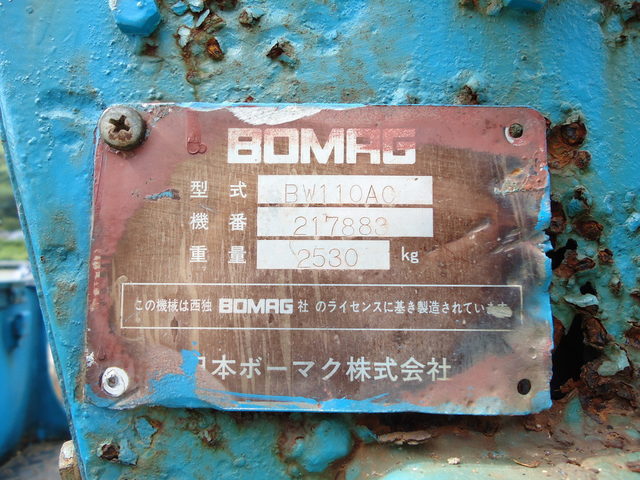 BOMAG
型式 BW110AC
機番 217883
重量 2530 kg
この機械は西独 BOMAG 社 のライセンスに基き製造されています
日本ボーマク株式会社